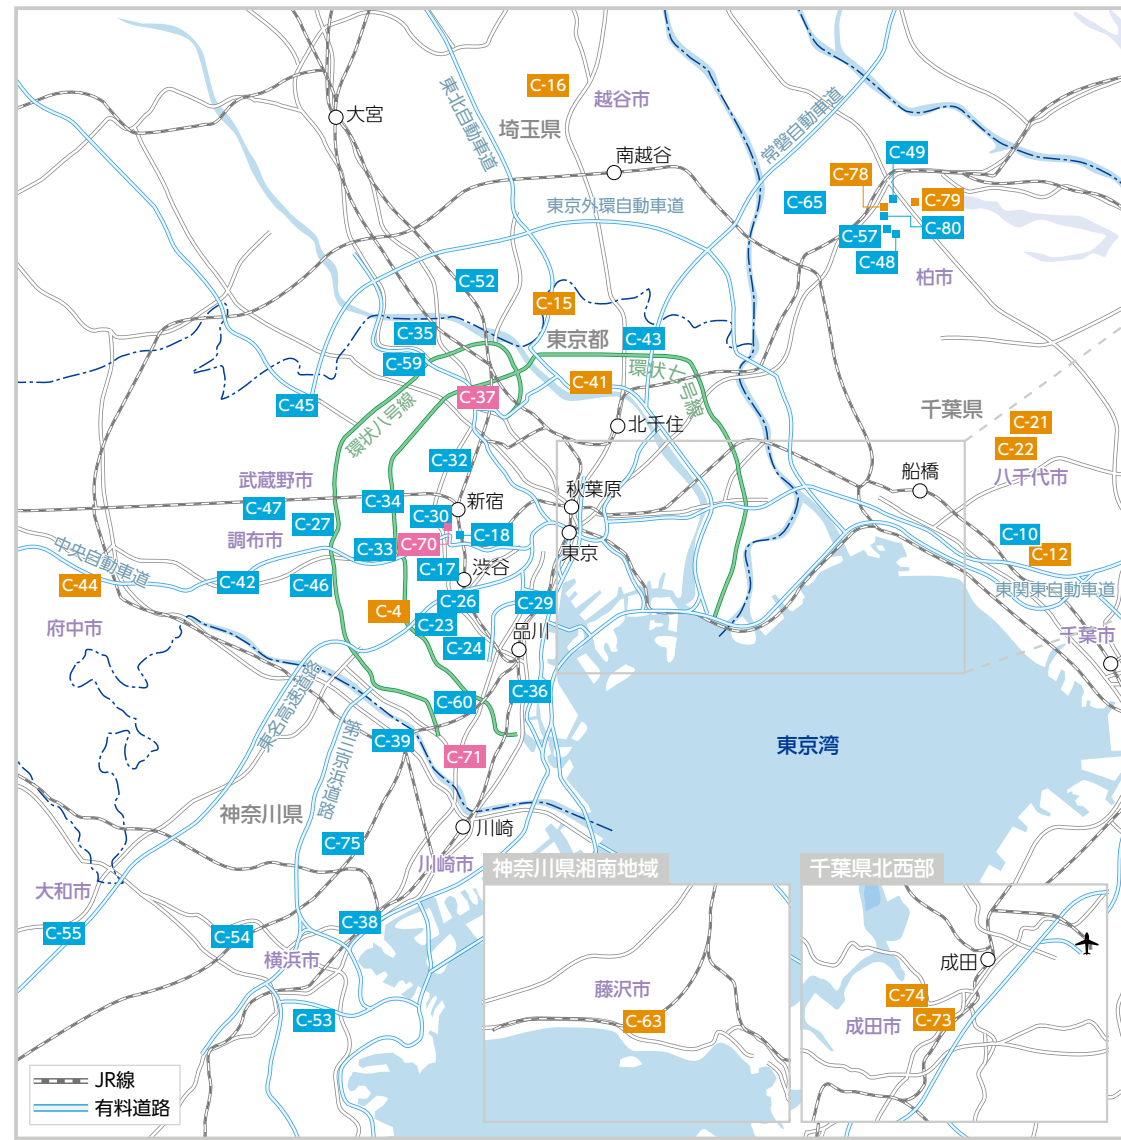 C-16
越谷市
大宮
東北自動車道
埼玉県
常磐自動車道
南越谷
C-49
C-78
C-65
C-79
東京外環自動車道
C-80
C-57
C-48
柏市
C-52
C-15
C-35
東京都
C-43
C-59
環状七号線
C-41
C-37
C-45
環状八号線
千葉県
C-21
北千住
C-22
C-32
船橋
八千代市
武蔵野市
秋葉原
C-34
新宿
C-47
C-30
C-27
C-18
調布市
C-70
東京
C-10
C-33
C-12
中央自動車道
C-17
渋谷
C-44
C-42
C-46
東関東自動車道
C-26
C-29
C-4
C-23
府中市
品川
千葉市
C-24
C-36
東名高速道路
C-60
第三京浜道路
C-39
東京湾
C-71
神奈川県
川崎
C-75
川崎市
神奈川県湘南地域
千葉県北西部
大和市
C-38
C-55
C-54
横浜市
成田
藤沢市
C-74
C-63
C-73
成田市
C-53
JR線
有料道路